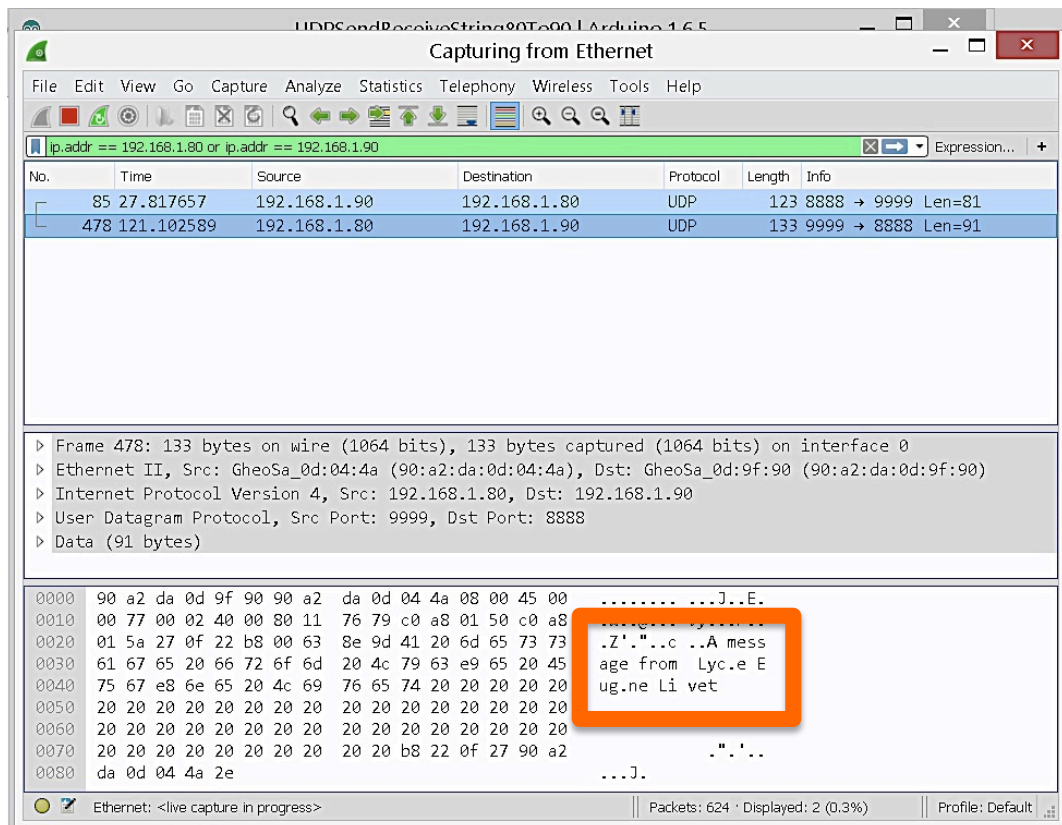 UDPSendReceiveString80To90 | Arduino 1.6.5
Capturing from Ethernet
File Edit View Go Capture Analyze Statistics Telephony Wireless Tools Help
ip.addr == 192.168.1.80 or ip.addr == 192.168.1.90 Expression... +
No. Time Source Destination Protocol Length Info
85 27.817657 192.168.1.90 192.168.1.80 UDP 123 8888 → 9999 Len=81
478 121.102589 192.168.1.80 192.168.1.90 UDP 133 9999 → 8888 Len=91
Frame 478: 133 bytes on wire (1064 bits), 133 bytes captured (1064 bits) on interface 0
Ethernet II, Src: GheoSa_0d:04:4a (90:a2:da:0d:04:4a), Dst: GheoSa_0d:9f:90 (90:a2:da:0d:9f:90)
Internet Protocol Version 4, Src: 192.168.1.80, Dst: 192.168.1.90
User Datagram Protocol, Src Port: 9999, Dst Port: 8888
Data (91 bytes)
0000 90 a2 da 0d 9f 90 90 a2 da 0d 04 4a 08 00 45 00 ........ ...J..E.
0010 00 77 00 02 40 00 80 11 76 79 c0 a8 01 50 c0 a8
0020 01 5a 27 0f 22 b8 00 63 8e 9d 41 20 6d 65 73 73 .Z'."..c ..A mess
0030 61 67 65 20 66 72 6f 6d 20 4c 79 63 e9 65 20 45 age from Lyc.e E
0040 75 67 e8 6e 65 20 4c 69 76 65 74 20 20 20 20 20 ug.ne Li vet
0050 20 20 20 20 20 20 20 20 20 20 20 20 20 20 20 20
0060 20 20 20 20 20 20 20 20 20 20 20 20 20 20 20 20
0070 20 20 20 20 20 20 20 20 20 20 b8 22 0f 27 90 a2 .".'..
0080 da 0d 04 4a 2e ...J.
Ethernet: <live capture in progress> Packets: 624 · Displayed: 2 (0.3%) Profile: Default